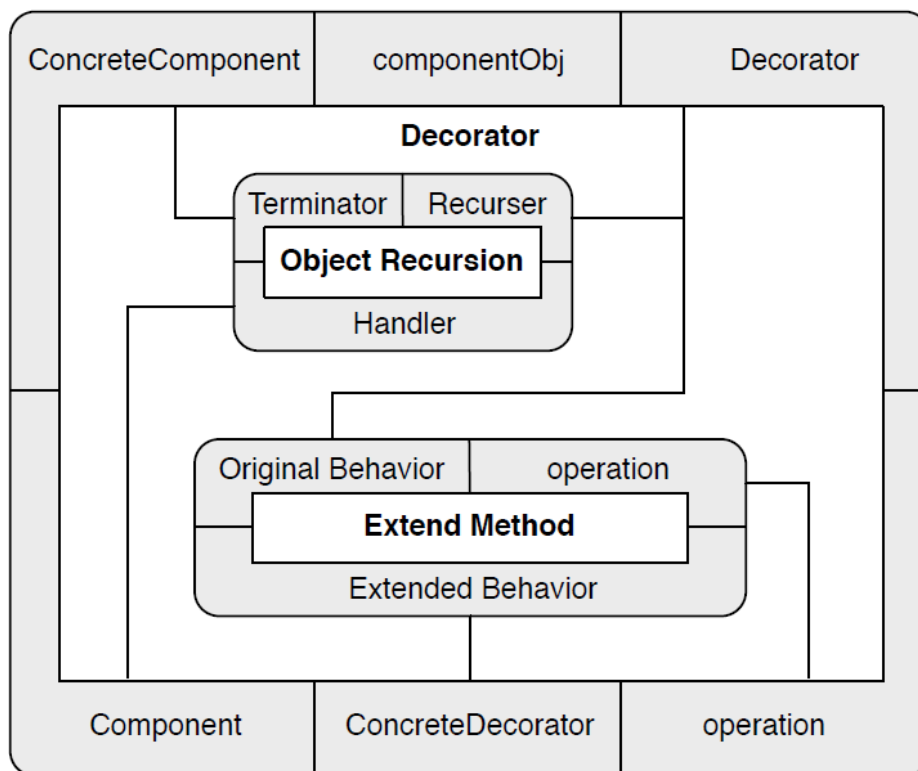 ConcreteComponent componentObj Decorator
Decorator
Terminator Recurser
Object Recursion
Handler
Original Behavior operation
Extend Method
Extended Behavior
Component ConcreteDecorator operation